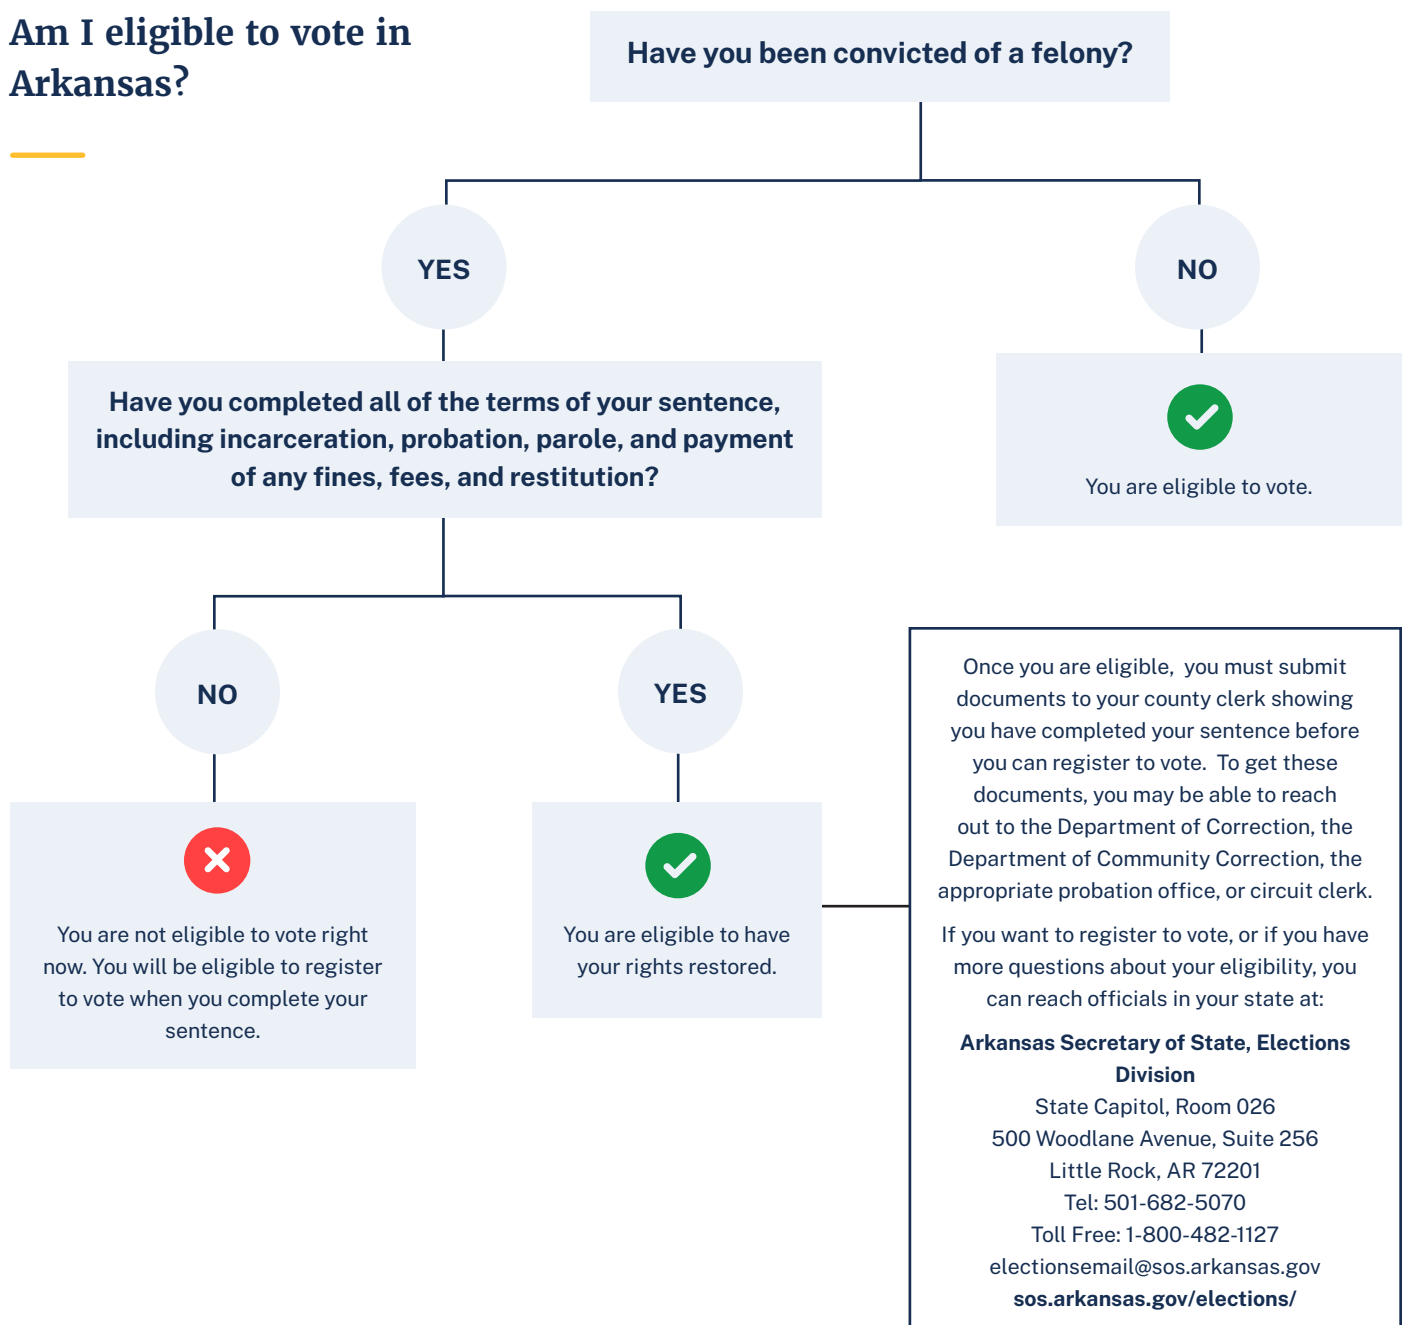 Am I eligible to vote in
Arkansas?
Have you been convicted of a felony?
YES
NO
Have you completed all of the terms of your sentence,
including incarceration, probation, parole, and payment
of any fines, fees, and restitution?
You are eligible to vote.
NO
YES
You are not eligible to vote right
now. You will be eligible to register
to vote when you complete your
sentence.
You are eligible to have
your rights restored.
Once you are eligible,  you must submit
documents to your county clerk showing
you have completed your sentence before
you can register to vote.  To get these
documents, you may be able to reach
out to the Department of Correction, the
Department of Community Correction, the
appropriate probation office, or circuit clerk.
If you want to register to vote, or if you have
more questions about your eligibility, you
can reach officials in your state at:
Arkansas Secretary of State, Elections
Division
State Capitol, Room 026
500 Woodlane Avenue, Suite 256
Little Rock, AR 72201
Tel: 501-682-5070
Toll Free: 1-800-482-1127
electionsemail@sos.arkansas.gov
sos.arkansas.gov/elections/